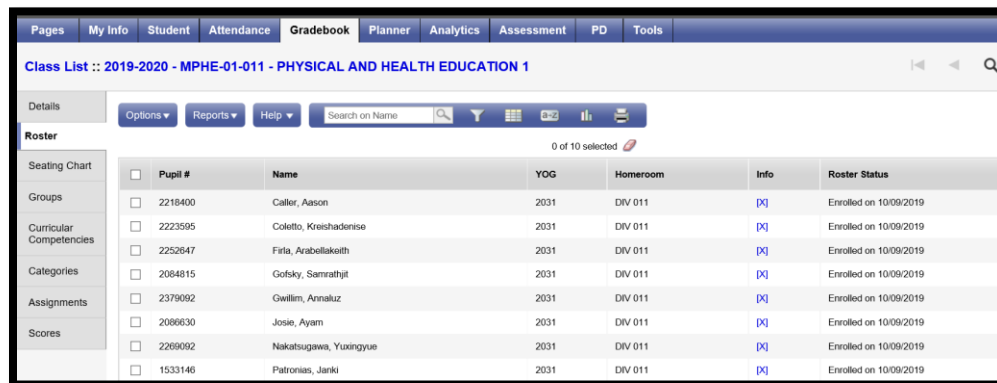 Pages My Info Student Attendance Gradebook Planner Analytics Assessment PD Tools
Class List :: 2019-2020 - MPHE-01-011 - PHYSICAL AND HEALTH EDUCATION 1
Details
Options Reports Help Search on Name a-z
Roster
0 of 10 selected
Seating Chart
Pupil # Name YOG Homeroom Info Roster Status
Groups
2218400 Caller, Aason 2031 DIV 011 [X] Enrolled on 10/09/2019
Curricular
Competencies
2223595 Coletto, Kreishadenise 2031 DIV 011 [X] Enrolled on 10/09/2019
2252647 Firla, Arabellakeith 2031 DIV 011 [X] Enrolled on 10/09/2019
Categories
2084815 Gofsky, Samrathjit 2031 DIV 011 [X] Enrolled on 10/09/2019
Assignments
2379092 Gwillim, Annaluz 2031 DIV 011 [X] Enrolled on 10/09/2019
Scores
2086630 Josie, Ayam 2031 DIV 011 [X] Enrolled on 10/09/2019
2269092 Nakatsugawa, Yuxingyue 2031 DIV 011 [X] Enrolled on 10/09/2019
1533146 Patronias, Janki 2031 DIV 011 [X] Enrolled on 10/09/2019